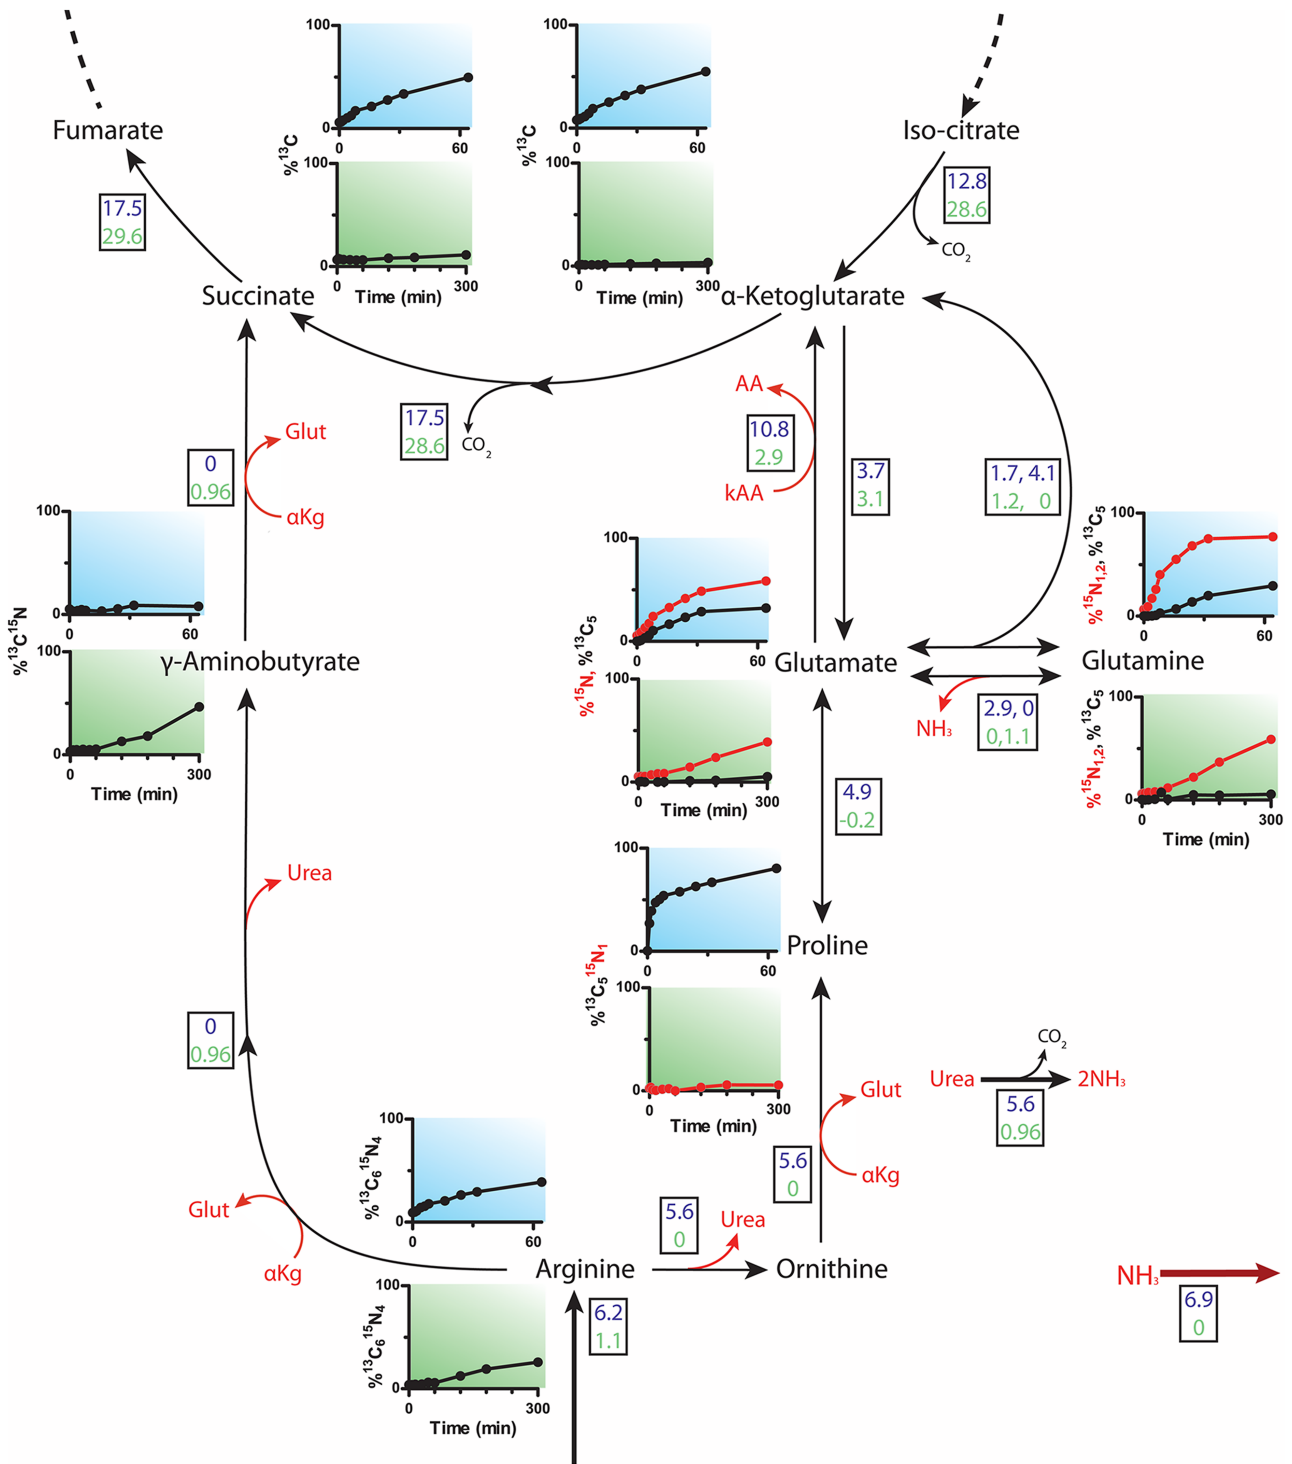 100
0
0
60
%13C
100
0
0
300
Time (min)
100
0
0
60
%13C
100
0
0
300
Time (min)
Fumarate
Iso-citrate
17.5
29.6
12.8
28.6
CO2
Succinate
α-Ketoglutarate
17.5
28.6
CO2
AA
10.8
2.9
kAA
3.7
3.1
1.7, 4.1
1.2, 0
Glut
0
0.96
αKg
100
0
0
60
%13C15N
100
0
0
300
Time (min)
γ-Aminobutyrate
100
0
0
60
%15N, %13C5
100
0
0
300
Time (min)
Glutamate
Glutamine
100
0
0
60
%15N1,2, %13C5
100
0
0
300
%15N1,2, %13C5
Time (min)
NH3
2.9, 0
0,1.1
4.9
-0.2
Urea
100
0
0
60
%13C515N1
100
0
0
300
Time (min)
Proline
0
0.96
CO2
Urea
2NH3
5.6
0.96
Glut
5.6
0
αKg
Glut
αKg
100
0
0
60
%13C615N4
5.6
0
Urea
Arginine
Ornithine
100
0
0
300
%13C615N4
Time (min)
6.2
1.1
NH3
6.9
0